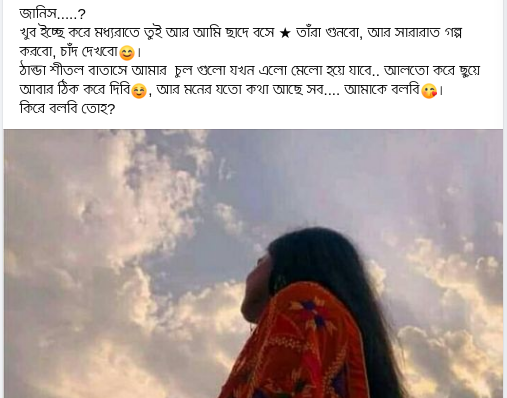 জানিস.....?
খুব ইচ্ছে করে মধ্যরাতে তুই আর আমি ছাদে বসে ★ তাঁরা গুনবো, আর সারারাত গল্প
করবো, চাঁদ দেখবো😊।
ঠান্ডা শীতল বাতাসে আমার চুল গুলো যখন এলো মেলো হয়ে যাবে.. আলতো করে ছুয়ে
আবার ঠিক করে দিবি😊, আর মনের যতো কথা আছে সব.... আমাকে বলবি😘।
কিরে বলবি তোহ?